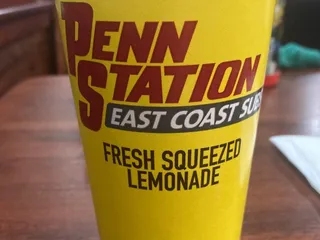 PENN
STATION
EAST COAST SUBS
FRESH SQUEEZED
LEMONADE